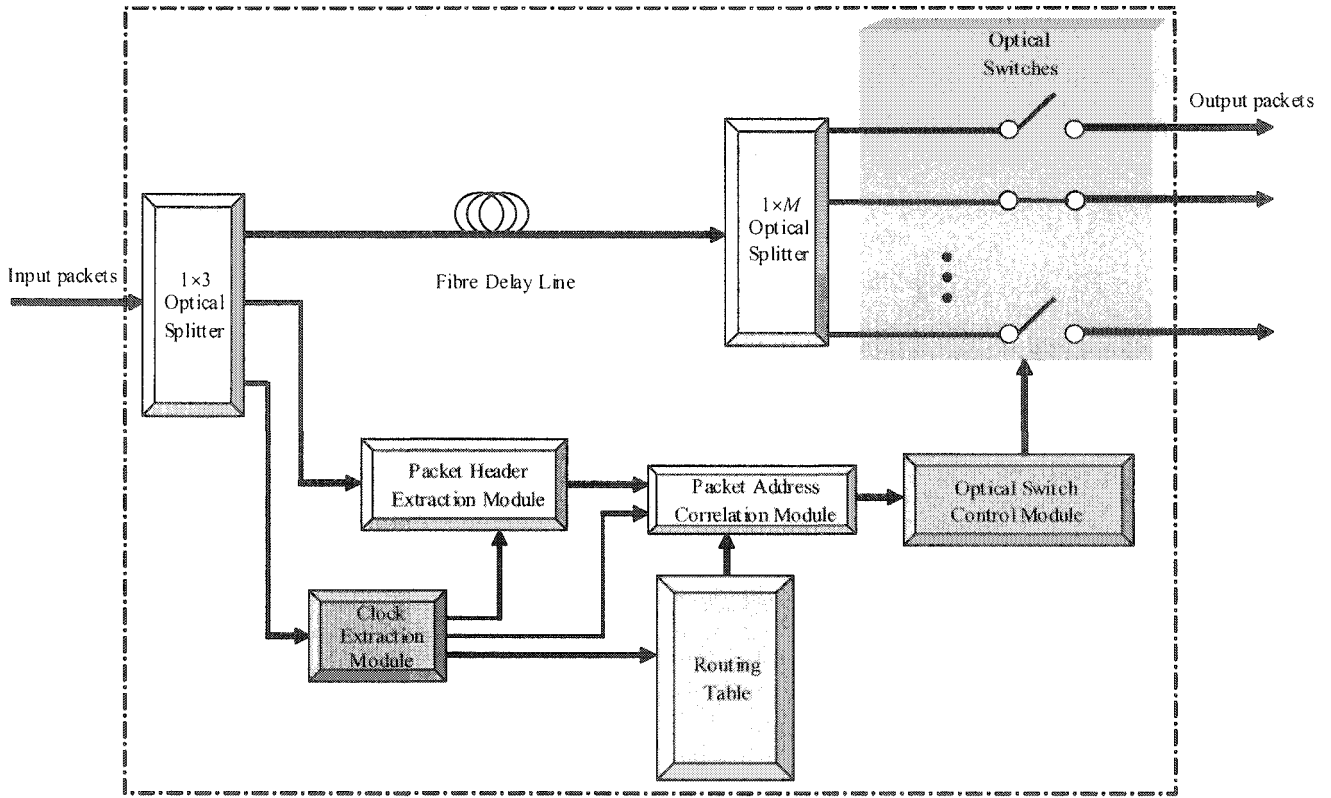 Optical
Switches
Output packets
1×M
Optical
Splitter
Input packets
1×3
Optical
Splitter
Fibre Delay Line
Packet Header
Extraction Module
Packet Address
Correlation Module
Optical Switch
Control Module
Clock
Extraction
Module
Routing
Table